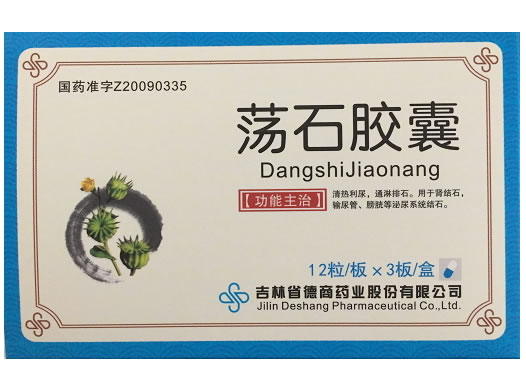 国药准字Z20090335
荡石胶囊
DangshiJiaonang
【功能主治】
清热利尿，通淋排石。用于肾结石，
输尿管、膀胱等泌尿系统结石。
12粒/板×3板/盒
吉林省德商药业股份有限公司
Jilin Deshang Pharmaceutical Co.,Ltd.